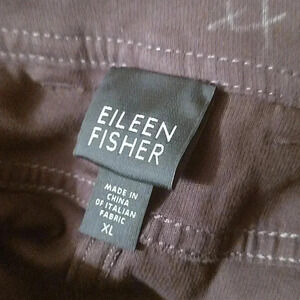 EILEEN
FISHER
MADE IN
CHINA
OF ITALIAN
FABRIC
XL